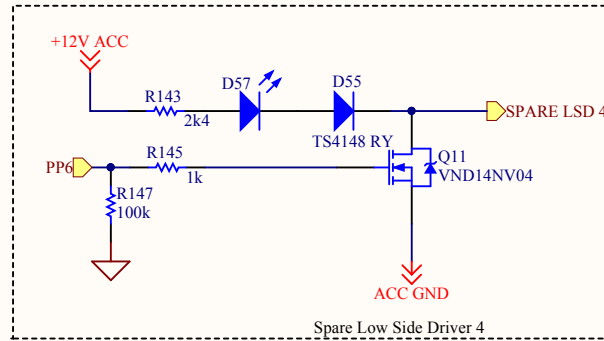 +12V ACC
D57
D55
R143
2k4
TS4148 RY
SPARE LSD 4
PP6
R145
1k
Q11
VND14NV04
R147
100k
ACC GND
Spare Low Side Driver 4